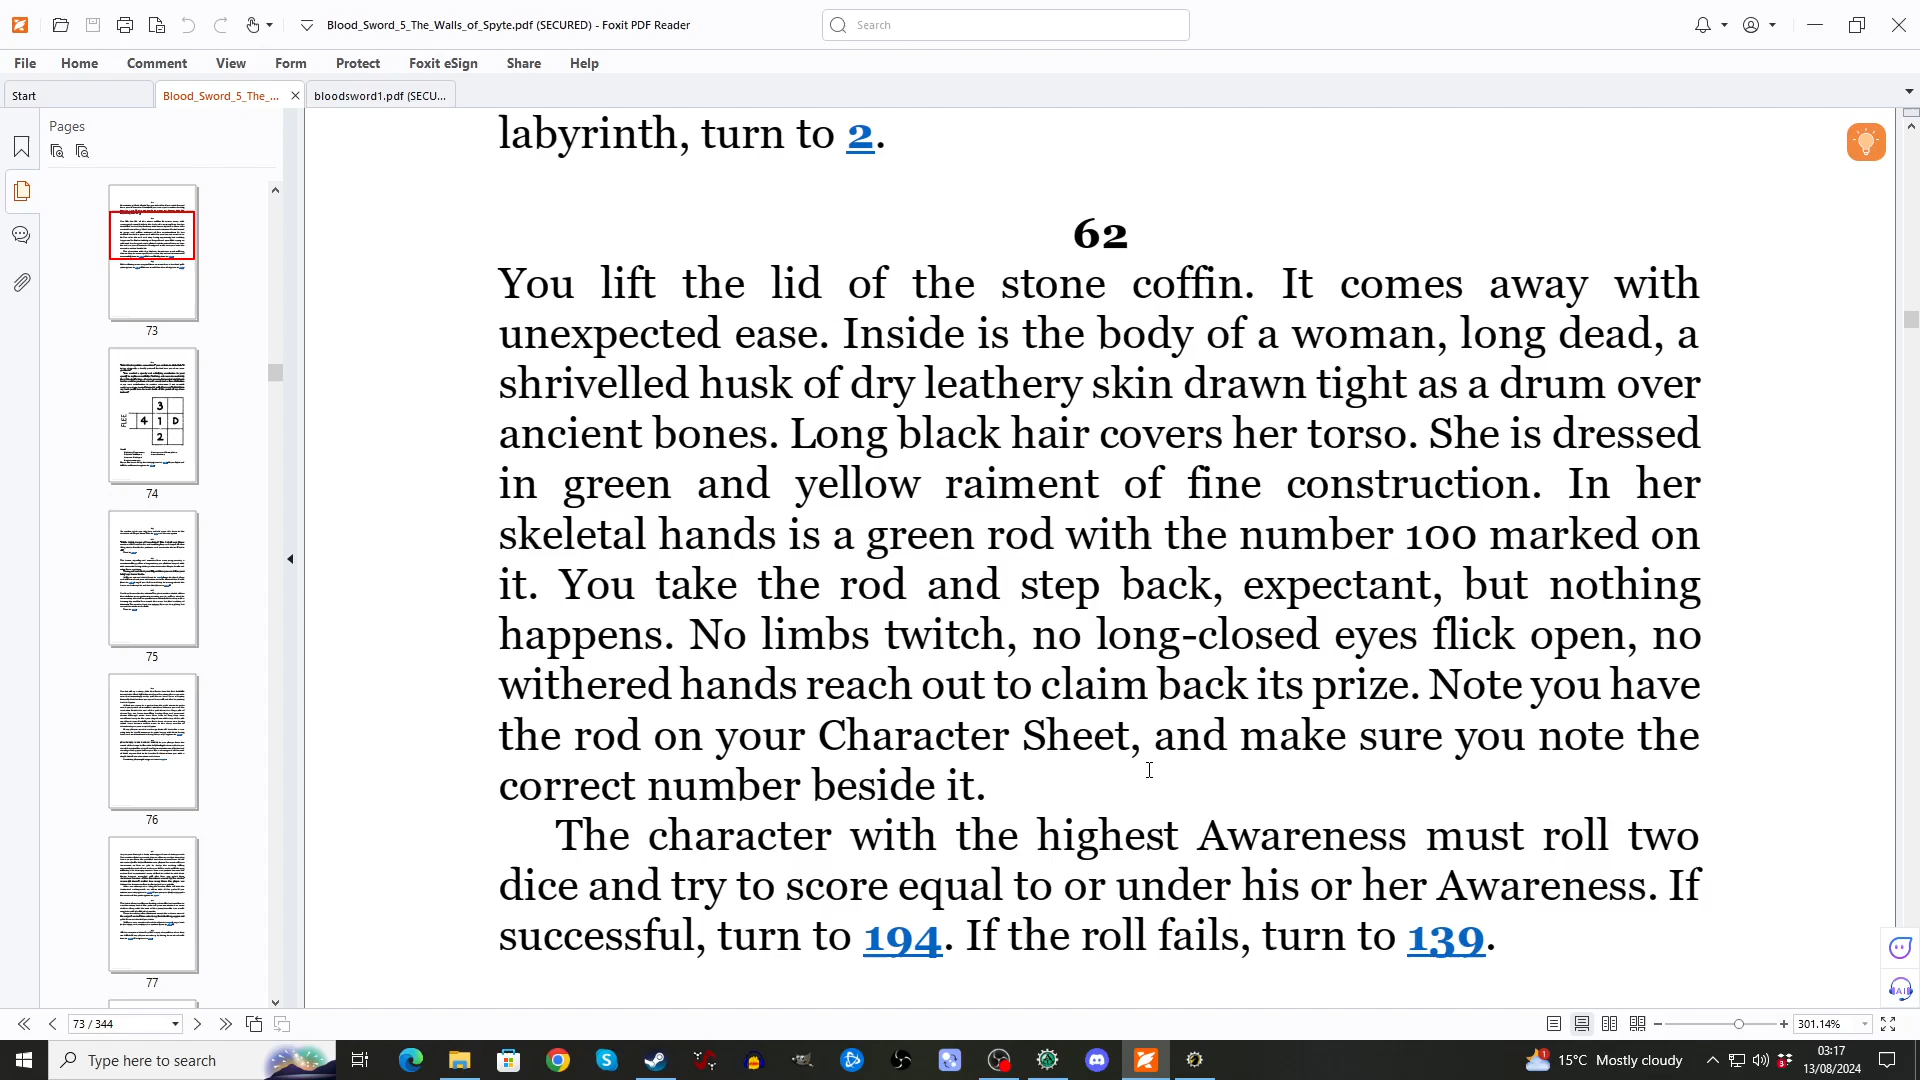 Blood_Sword_5_The_Walls_of_Spyte.pdf (SECURED) - Foxit PDF Reader
Search
File Home Comment View Form Protect Foxit eSign Share Help
Start Blood_Sword_5_The_... bloodsword1.pdf (SECU...
Pages
73
3
4 1 D
2
FLEE
74
75
76
77
labyrinth, turn to 2.
62
You lift the lid of the stone coffin. It comes away with
unexpected ease. Inside is the body of a woman, long dead, a
shrivelled husk of dry leathery skin drawn tight as a drum over
ancient bones. Long black hair covers her torso. She is dressed
in green and yellow raiment of fine construction. In her
skeletal hands is a green rod with the number 100 marked on
it. You take the rod and step back, expectant, but nothing
happens. No limbs twitch, no long-closed eyes flick open, no
withered hands reach out to claim back its prize. Note you have
the rod on your Character Sheet, and make sure you note the
correct number beside it.
The character with the highest Awareness must roll two
dice and try to score equal to or under his or her Awareness. If
successful, turn to 194. If the roll fails, turn to 139.
AI
73 / 344
301.14%
Type here to search
15°C Mostly cloudy
03:17
13/08/2024